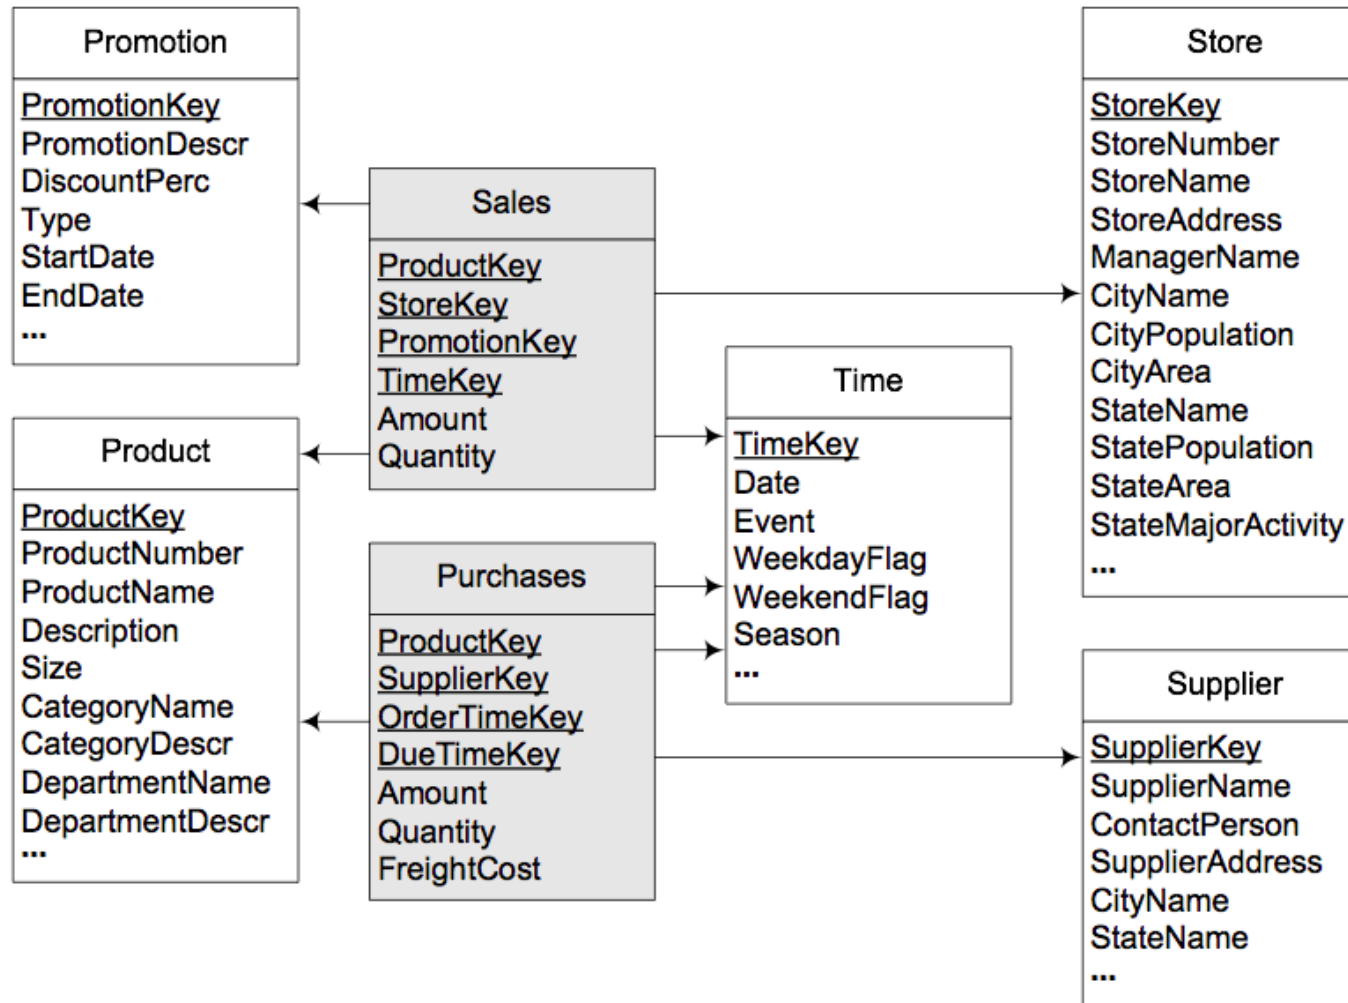 Promotion
PromotionKey
PromotionDescr
DiscountPerc
Type
StartDate
EndDate
...
Product
ProductKey
ProductNumber
ProductName
Description
Size
CategoryName
CategoryDescr
DepartmentName
DepartmentDescr
...
Sales
ProductKey
StoreKey
PromotionKey
TimeKey
Amount
Quantity
Purchases
ProductKey
SupplierKey
OrderTimeKey
DueTimeKey
Amount
Quantity
FreightCost
Time
TimeKey
Date
Event
WeekdayFlag
WeekendFlag
Season
...
Store
StoreKey
StoreNumber
StoreName
StoreAddress
ManagerName
CityName
CityPopulation
CityArea
StateName
StatePopulation
StateArea
StateMajorActivity
...
Supplier
SupplierKey
SupplierName
ContactPerson
SupplierAddress
CityName
StateName
...